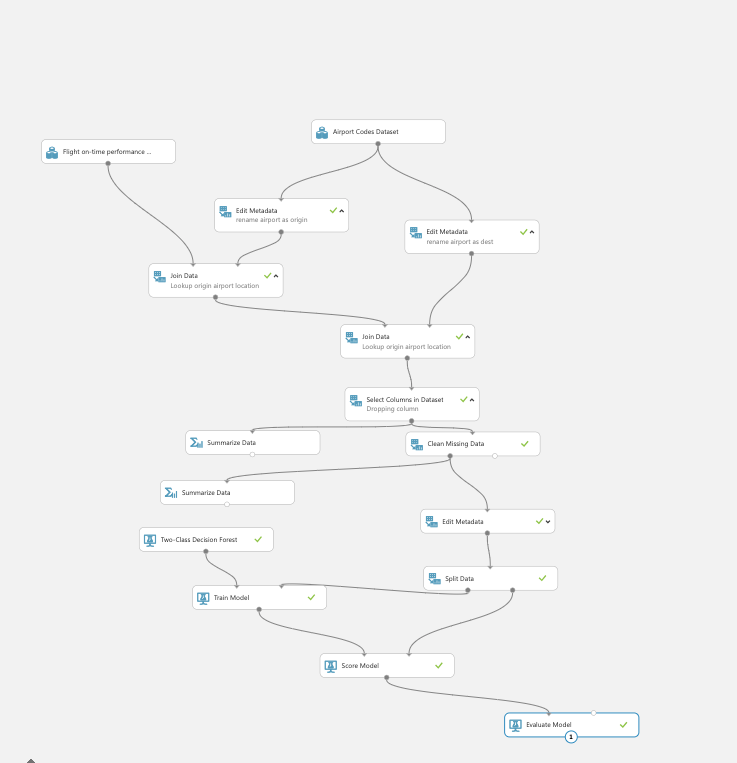 Airport Codes Dataset
Flight on-time performance ...
Edit Metadata
rename airport as origin
Edit Metadata
rename airport as dest
Join Data
Lookup origin airport location
Join Data
Lookup origin airport location
Select Columns in Dataset
Dropping column
Summarize Data
Clean Missing Data
Summarize Data
Edit Metadata
Two-Class Decision Forest
Split Data
Train Model
Score Model
Evaluate Model
1